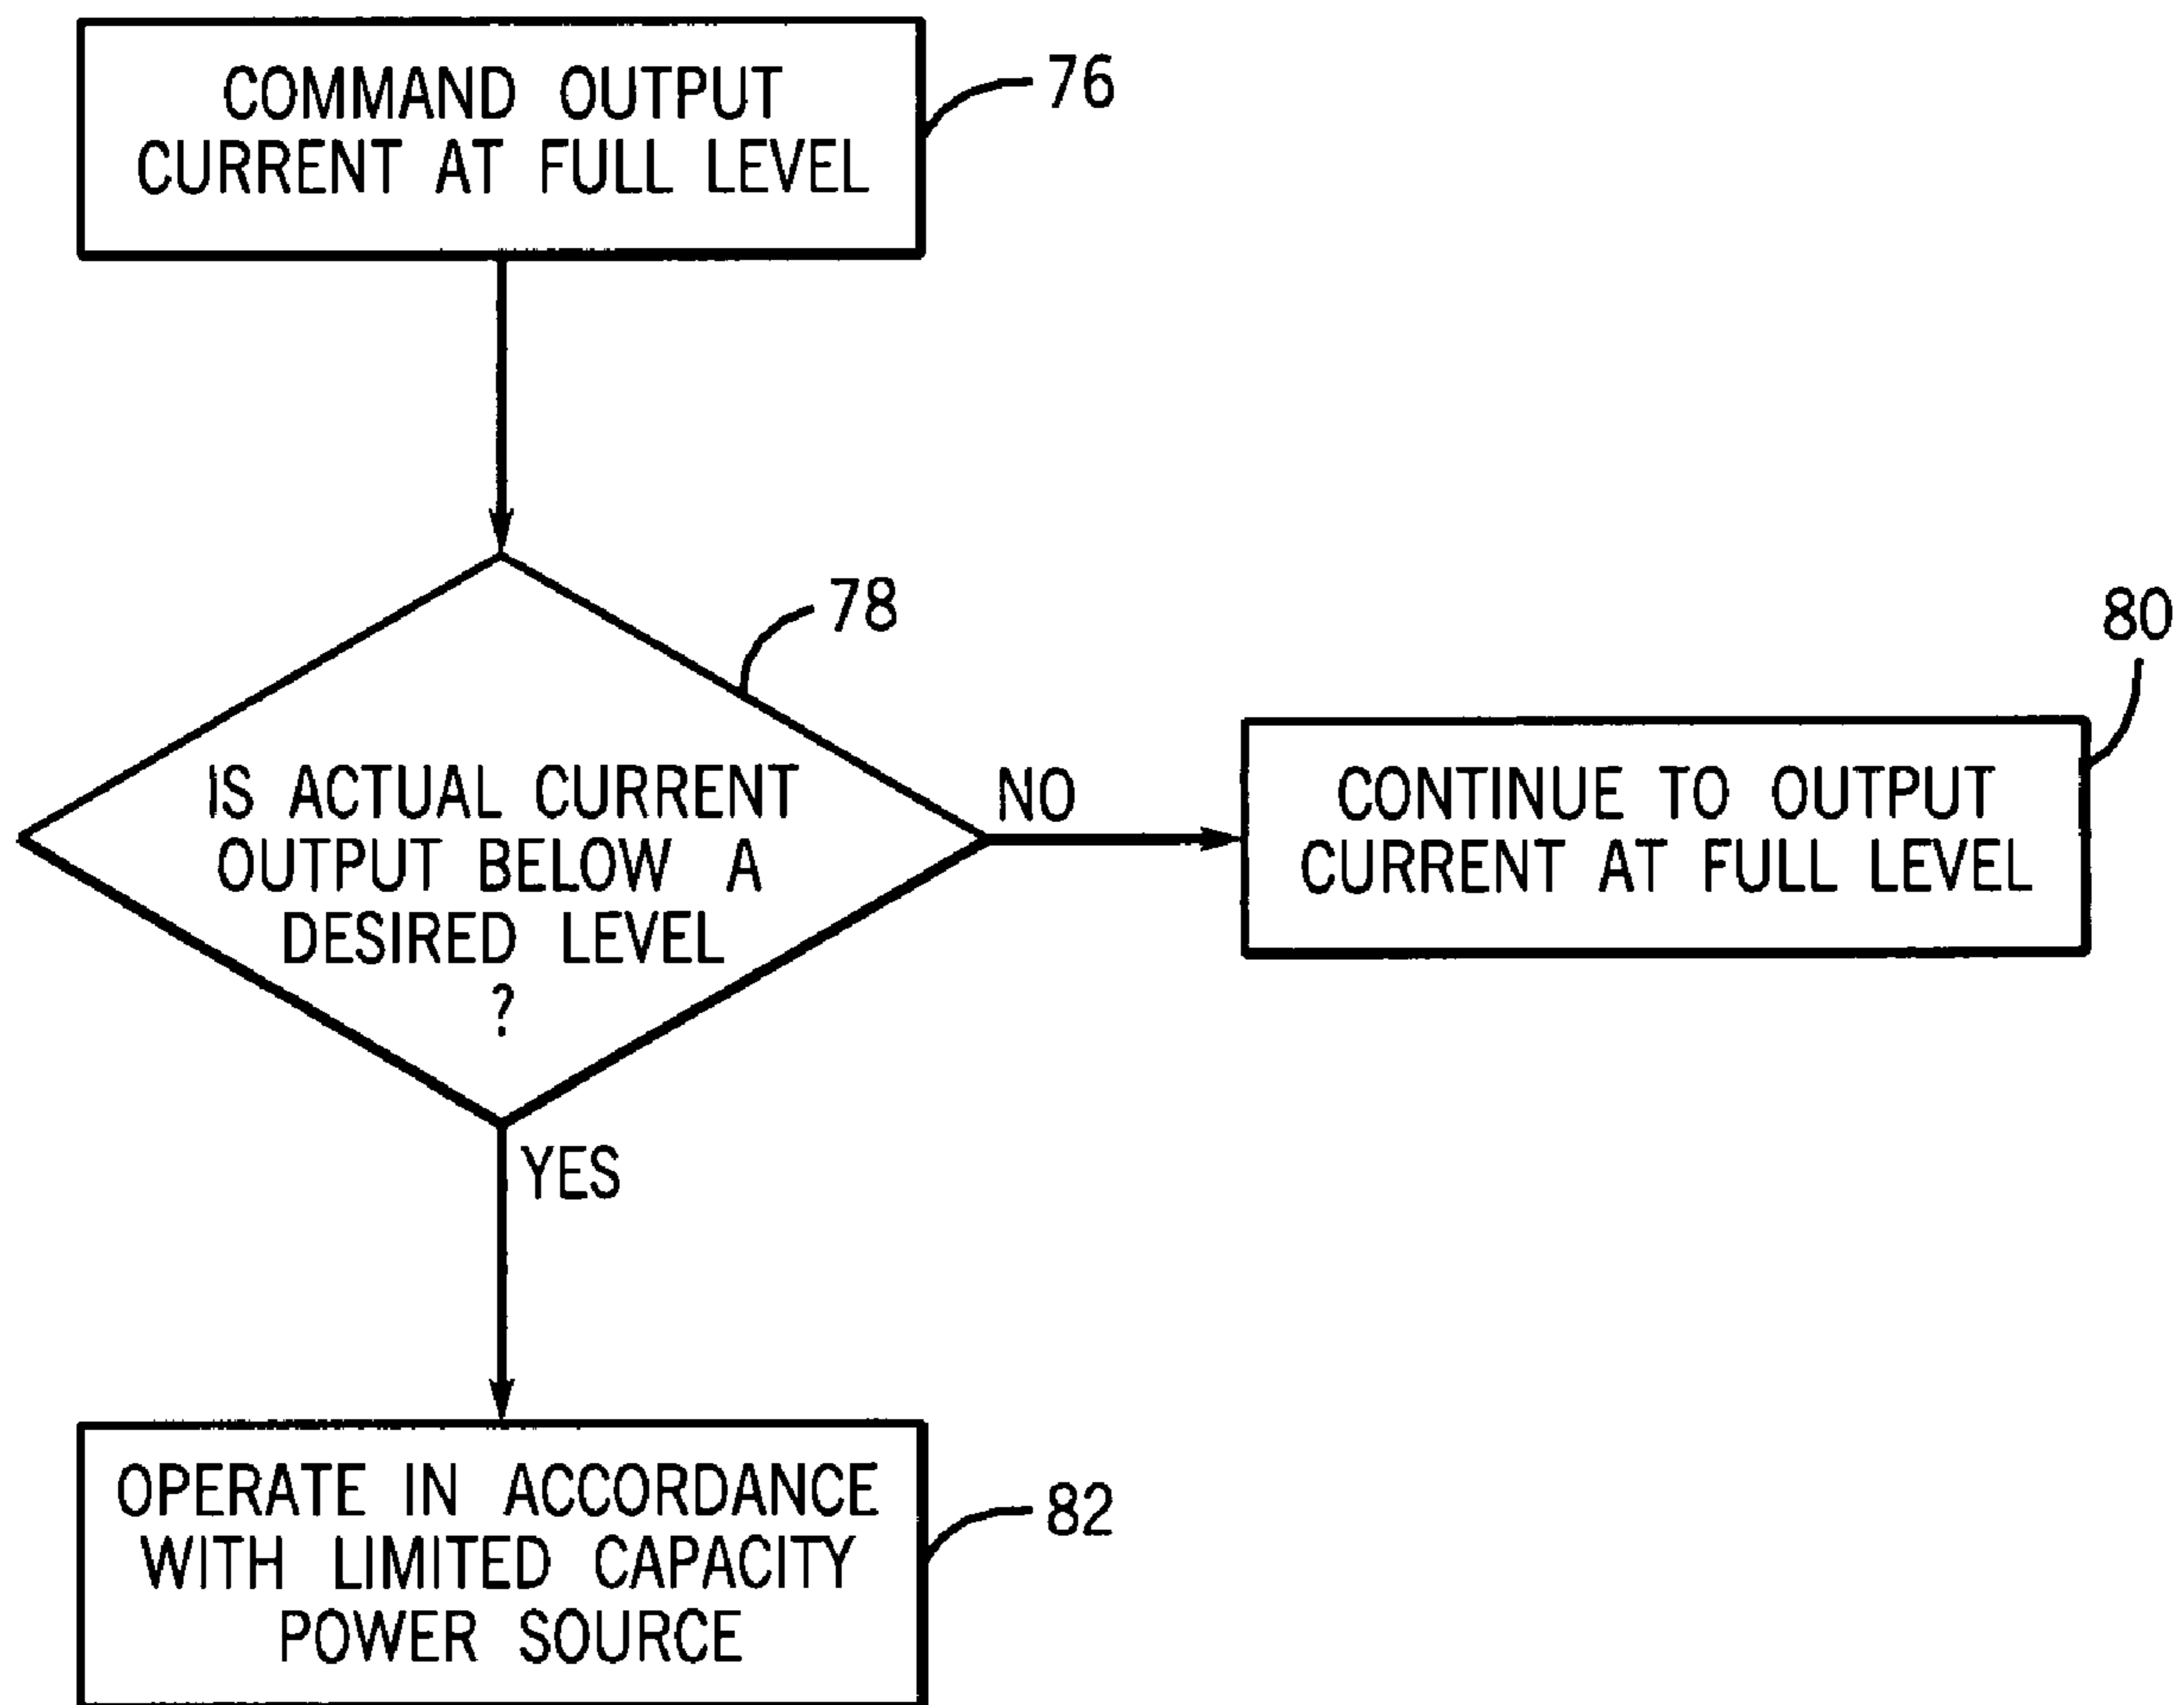 COMMAND OUTPUT
CURRENT AT FULL LEVEL
76
78
IS ACTUAL CURRENT
OUTPUT BELOW A
DESIRED LEVEL
?
NO
80
CONTINUE TO OUTPUT
CURRENT AT FULL LEVEL
YES
OPERATE IN ACCORDANCE
WITH LIMITED CAPACITY
POWER SOURCE
82